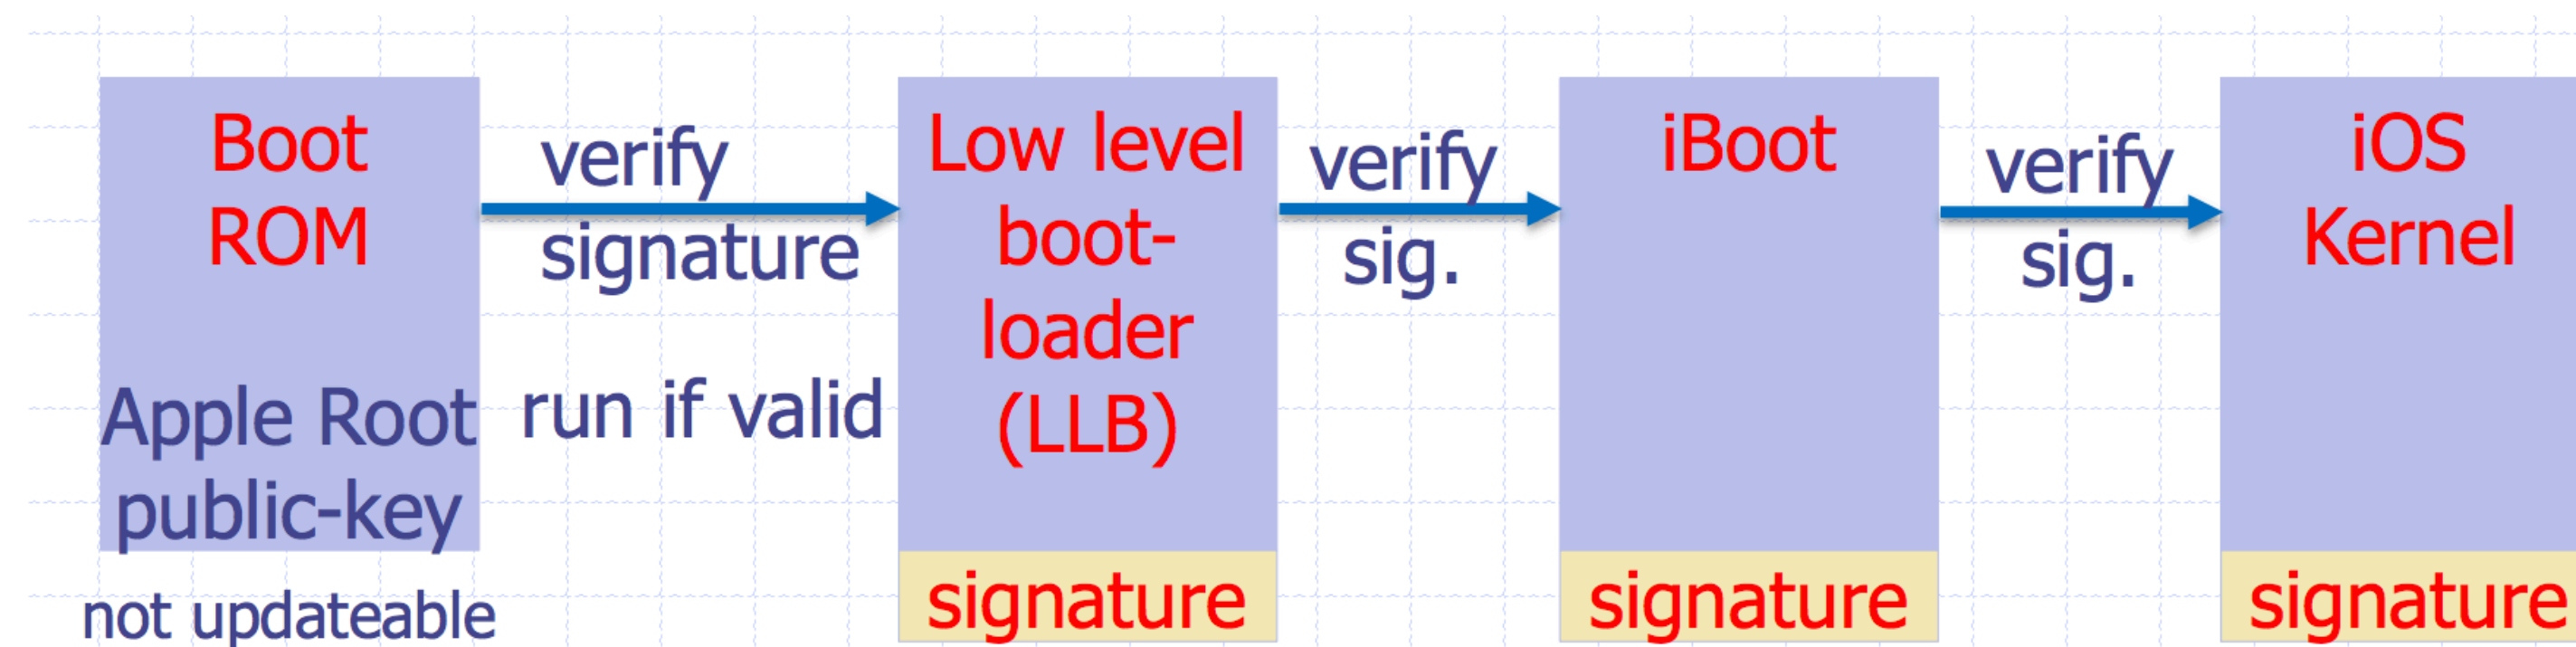 Boot
ROM
Apple Root
public-key
not updateable
verify
signature
run if valid
Low level
boot-
loader
(LLB)
signature
verify
sig.
iBoot
signature
verify
sig.
iOS
Kernel
signature